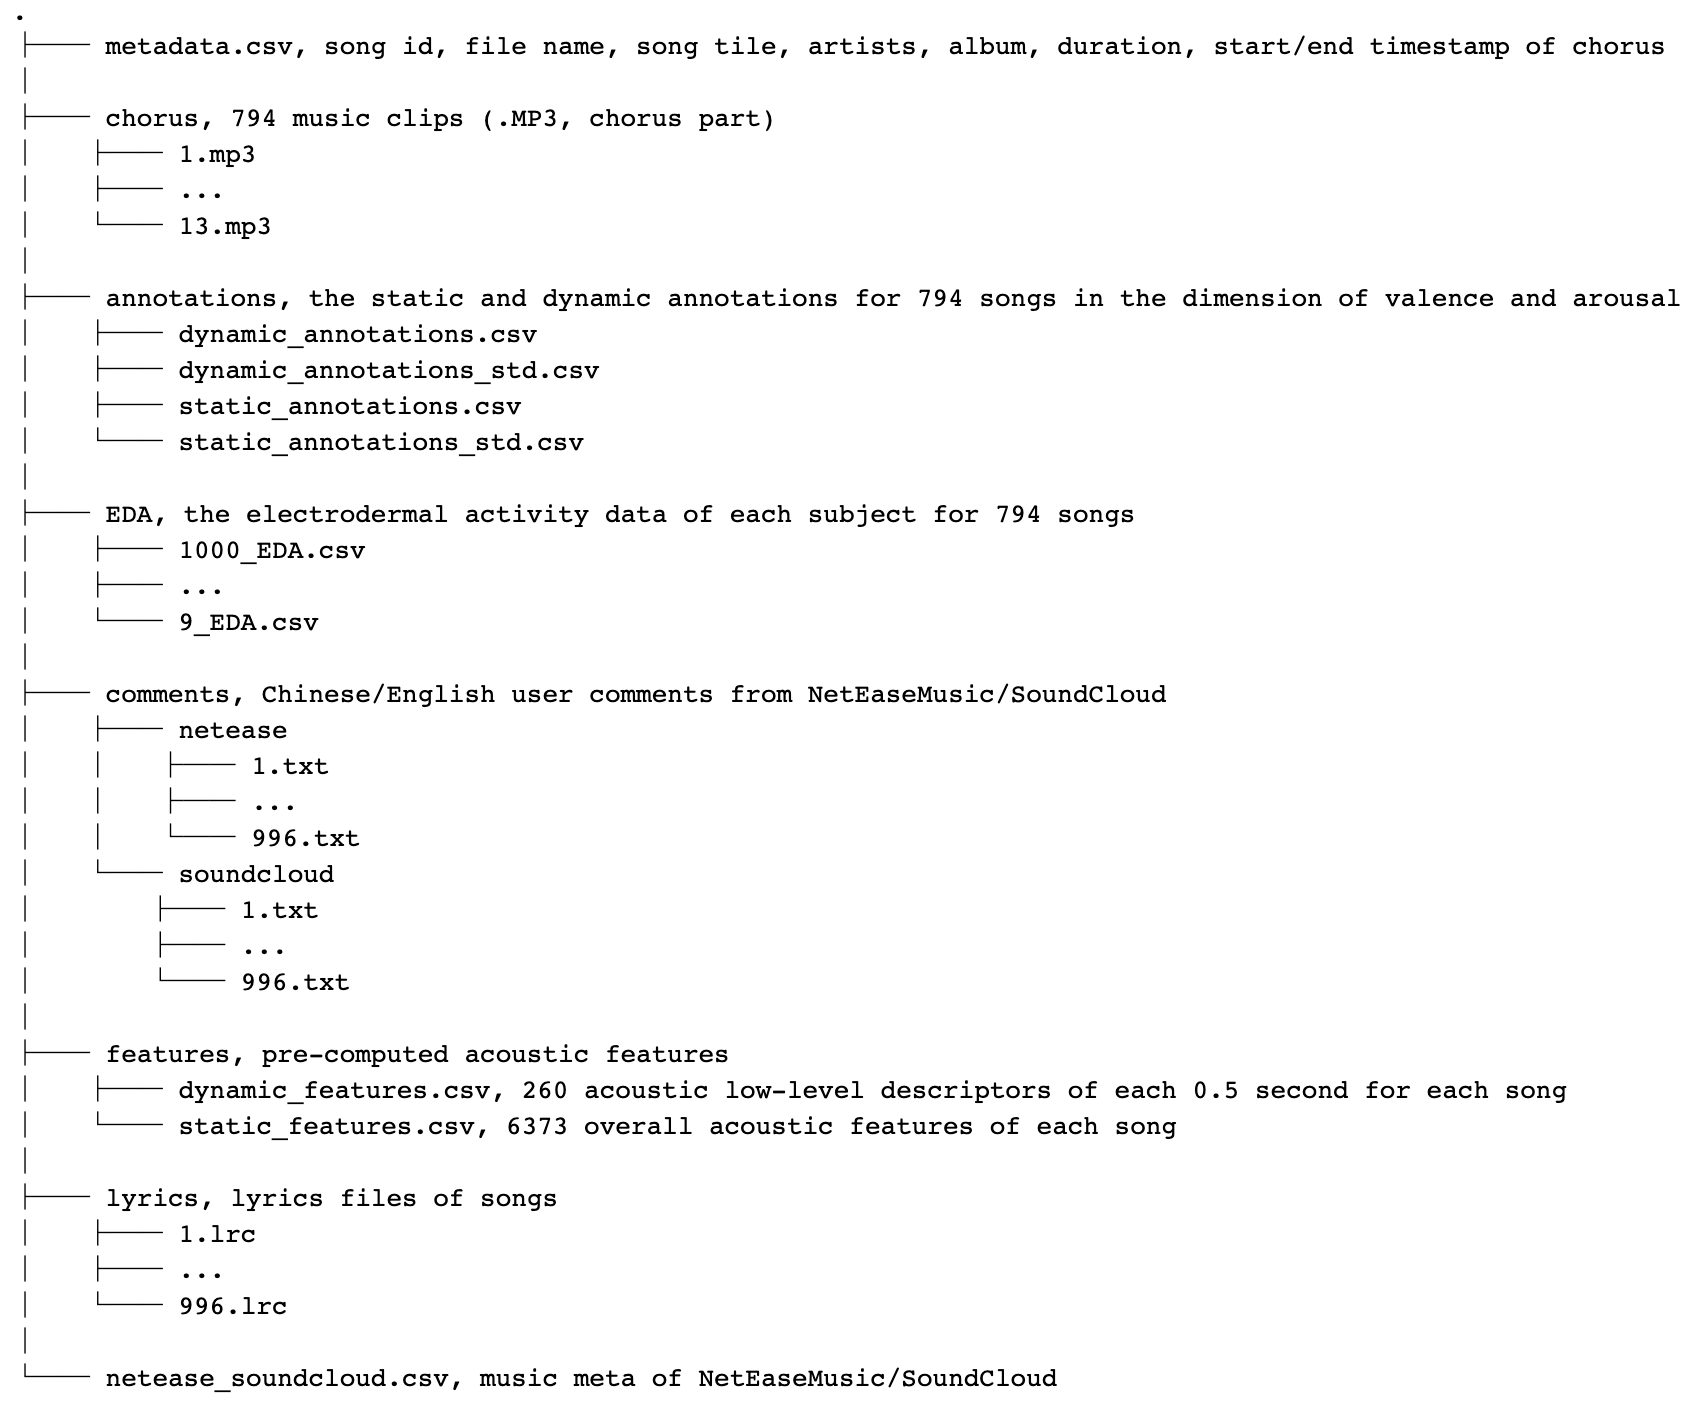 .
├── metadata.csv, song id, file name, song tile, artists, album, duration, start/end timestamp of chorus
│
├── chorus, 794 music clips (.MP3, chorus part)
│   ├── 1.mp3
│   ├── ...
│   └── 13.mp3
│
├── annotations, the static and dynamic annotations for 794 songs in the dimension of valence and arousal
│   ├── dynamic_annotations.csv
│   ├── dynamic_annotations_std.csv
│   ├── static_annotations.csv
│   └── static_annotations_std.csv
│
├── EDA, the electrodermal activity data of each subject for 794 songs
│   ├── 1000_EDA.csv
│   ├── ...
│   └── 9_EDA.csv
│
├── comments, Chinese/English user comments from NetEaseMusic/SoundCloud
│   ├── netease
│   │   ├── 1.txt
│   │   ├── ...
│   │   └── 996.txt
│   └── soundcloud
│       ├── 1.txt
│       ├── ...
│       └── 996.txt
│
├── features, pre-computed acoustic features
│   ├── dynamic_features.csv, 260 acoustic low-level descriptors of each 0.5 second for each song
│   └── static_features.csv, 6373 overall acoustic features of each song
│
├── lyrics, lyrics files of songs
│   ├── 1.lrc
│   ├── ...
│   └── 996.lrc
│
└── netease_soundcloud.csv, music meta of NetEaseMusic/SoundCloud